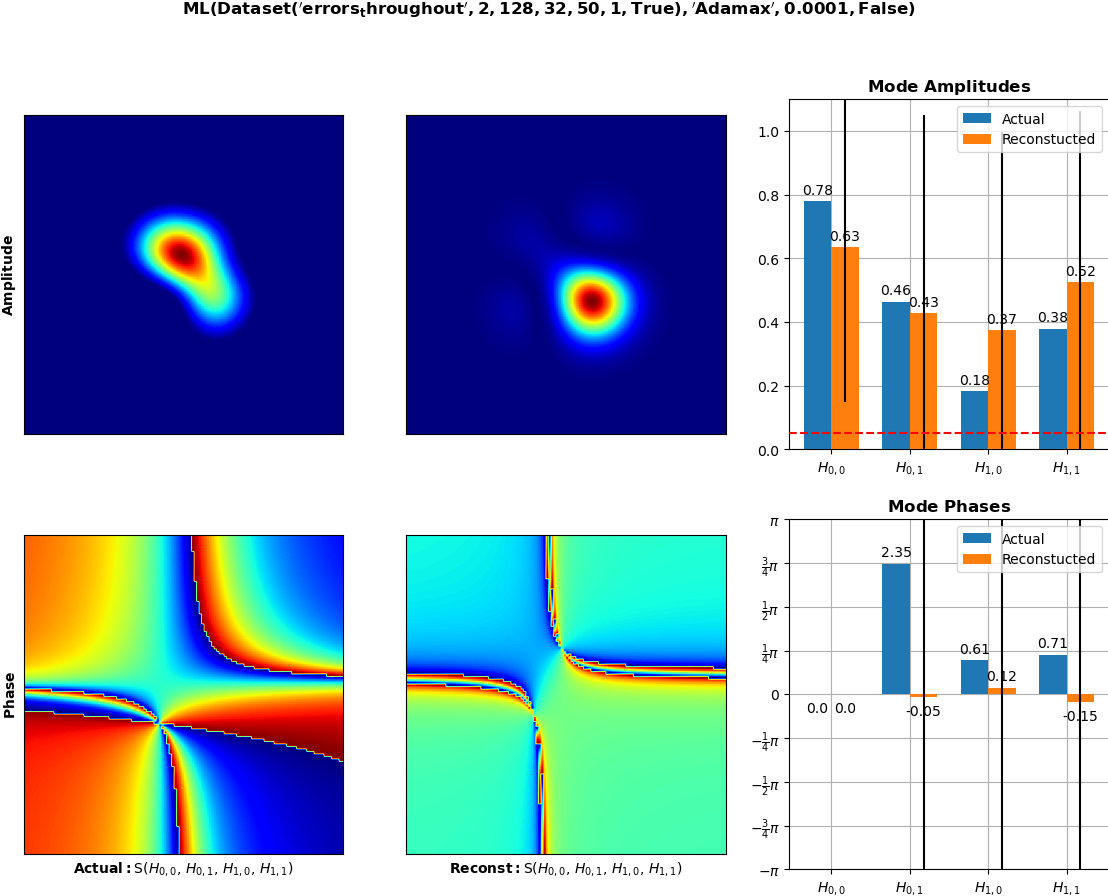 ML(Dataset('errors_throughout', 2, 128, 32, 50, 1, True), 'Adamax', 0.0001, False)
Mode Amplitudes
Amplitude
1.0
0.8
0.6
0.4
0.2
0.0
Actual
Reconstucted
0.78
0.63
0.46
0.43
0.18
0.37
0.38
0.52
H0,0
H0,1
H1,0
H1,1
Mode Phases
Phase
π
3/4π
1/2π
1/4π
0
−1/4π
−1/2π
−3/4π
−π
Actual
Reconstucted
0.0
0.0
2.35
-0.05
0.61
0.12
0.71
-0.15
H0,0
H0,1
H1,0
H1,1
Actual: S(H0,0, H0,1, H1,0, H1,1)
Reconst: S(H0,0, H0,1, H1,0, H1,1)